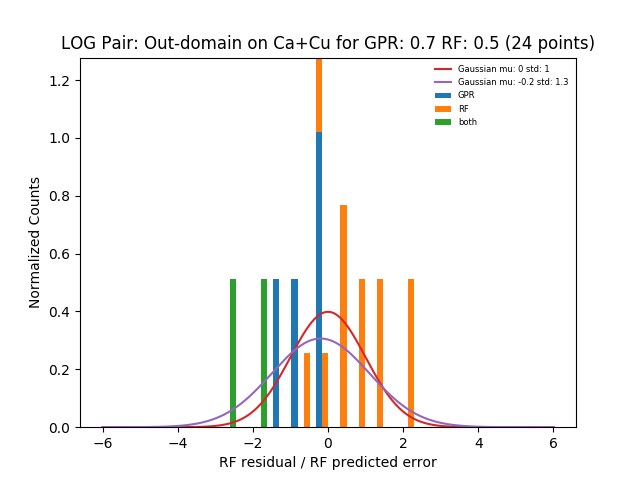 LOG Pair: Out-domain on Ca+Cu for GPR: 0.7 RF: 0.5 (24 points)
Gaussian mu: 0 std: 1
Gaussian mu: -0.2 std: 1.3
GPR
RF
both
Normalized Counts
1.2
1.0
0.8
0.6
0.4
0.2
0.0
−6 −4 −2 0 2 4 6
RF residual / RF predicted error